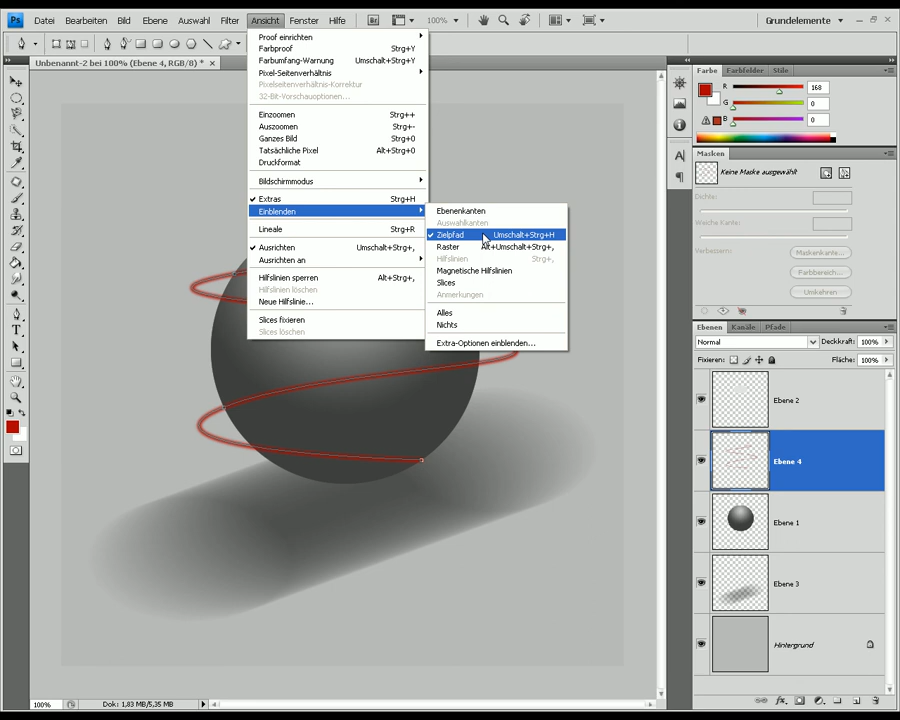 Ps Datei Bearbeiten Bild Ebene Auswahl Filter Ansicht Fenster Hilfe Br 100% Grundelemente
Unbenannt-2 bei 100% (Ebene 4, RGB/8) *
Proof einrichten
Farbproof Strg+Y
Farbumfang-Warnung Umschalt+Strg+Y
Pixel-Seitenverhältnis
Pixelseitenverhältnis-Korrektur
32-Bit-Vorschauoptionen...
Einzoomen Strg++
Auszoomen Strg+-
Ganzes Bild Strg+0
Tatsächliche Pixel Alt+Strg+0
Druckformat
Bildschirmmodus
Extras Strg+H
Einblenden
Lineale Strg+R
Ausrichten Umschalt+Strg+,
Ausrichten an
Hilfslinien sperren Alt+Strg+,
Hilfslinien löschen
Neue Hilfslinie...
Slices fixieren
Slices löschen
Ebenenkanten
Auswahlkanten
Zielpfad Umschalt+Strg+H
Raster Alt+Umschalt+Strg+,
Hilfslinien Strg+,
Magnetische Hilfslinien
Slices
Anmerkungen
Alles
Nichts
Extra-Optionen einblenden...
Farbe Farbfelder Stile
R 168
G 0
B 0
Masken
Keine Maske ausgewählt
Dichte:
Weiche Kante:
Verbessern: Maskenkante...
Farbbereich...
Umkehren
Ebenen Kanäle Pfade
Normal Deckkraft: 100%
Fixieren: Fläche: 100%
Ebene 2
Ebene 4
Ebene 1
Ebene 3
Hintergrund
100% Dok: 1,83 MB/5,35 MB